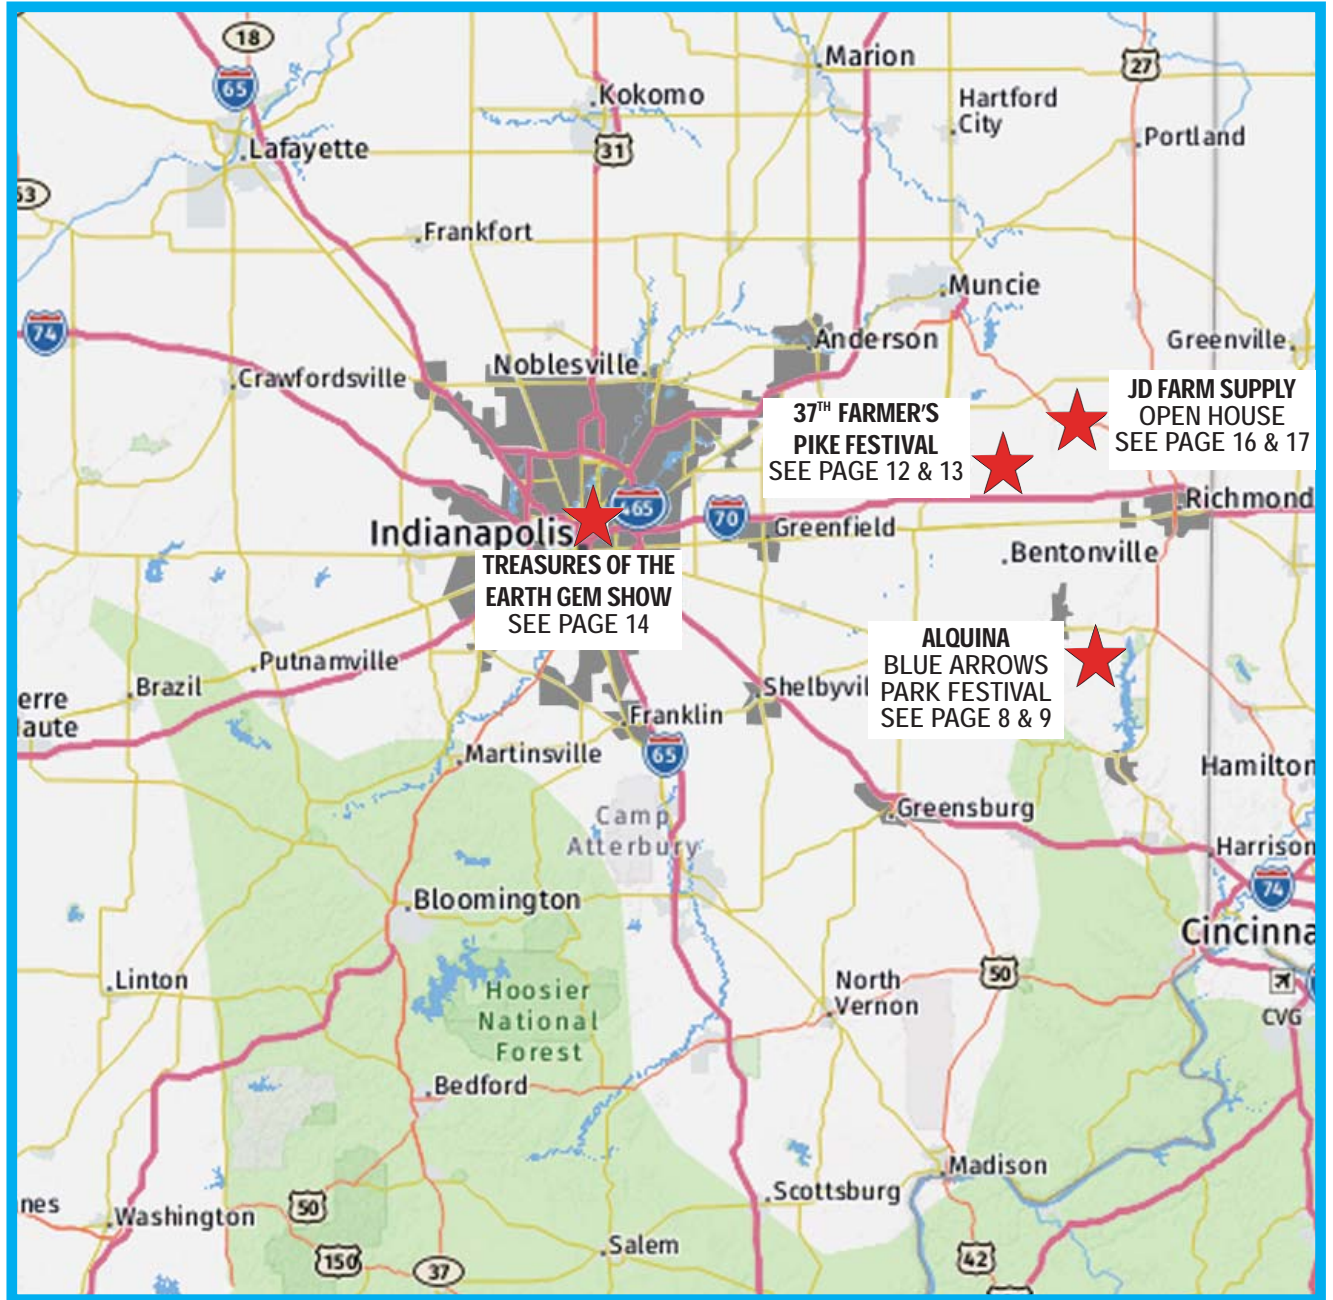 18
Marion
27
65
Kokomo
Hartford
City
31
Portland
Lafayette
53
Frankfort
Muncie
74
Anderson
Greenville
Noblesville
Crawfordsville
JD FARM SUPPLY
OPEN HOUSE
SEE PAGE 16 & 17
37TH FARMER'S
PIKE FESTIVAL
SEE PAGE 12 & 13
465
70
Richmond
Indianapolis
Greenfield
Bentonville
TREASURES OF THE
EARTH GEM SHOW
SEE PAGE 14
ALQUINA
BLUE ARROWS
PARK FESTIVAL
SEE PAGE 8 & 9
Putnamville
Brazil
erre
Haute
Shelbyvil
Franklin
65
Martinsville
Hamilton
Camp
Atterbury
Greensburg
Harrison
74
Bloomington
Cincinna
Linton
Hoosier
National
Forest
North
Vernon
50
CVG
Bedford
Madison
Scottsburg
nes
Washington
50
Salem
150
37
42